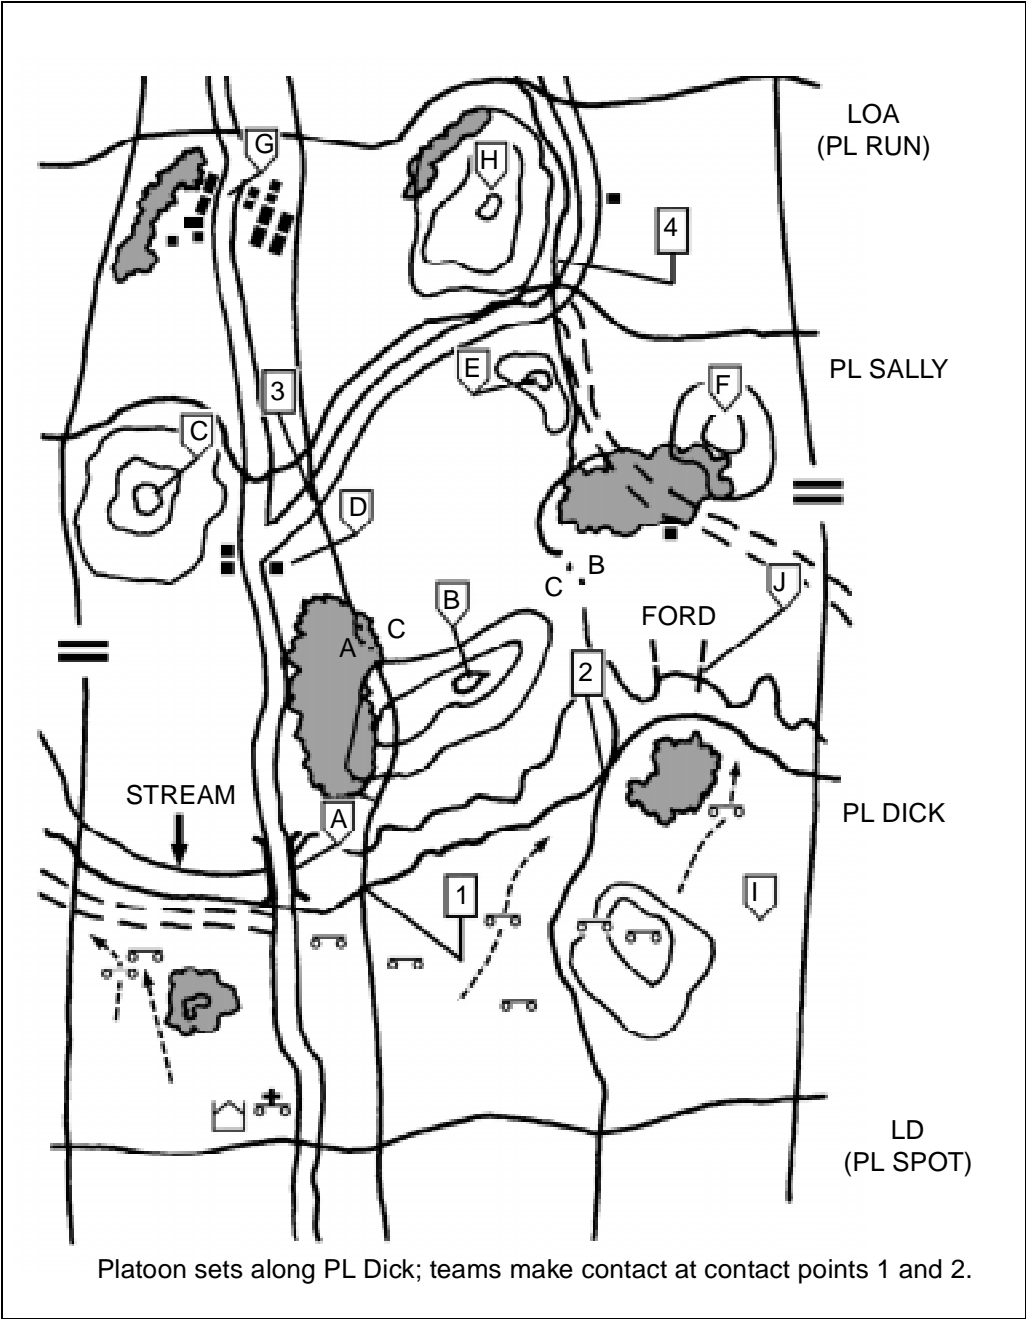 LOA
(PL RUN)
G
H
4
E
PL SALLY
F
3
C
D
B
C
J
B
FORD
C
A
2
STREAM
A
PL DICK
1
I
LD
(PL SPOT)
Platoon sets along PL Dick; teams make contact at contact points 1 and 2.